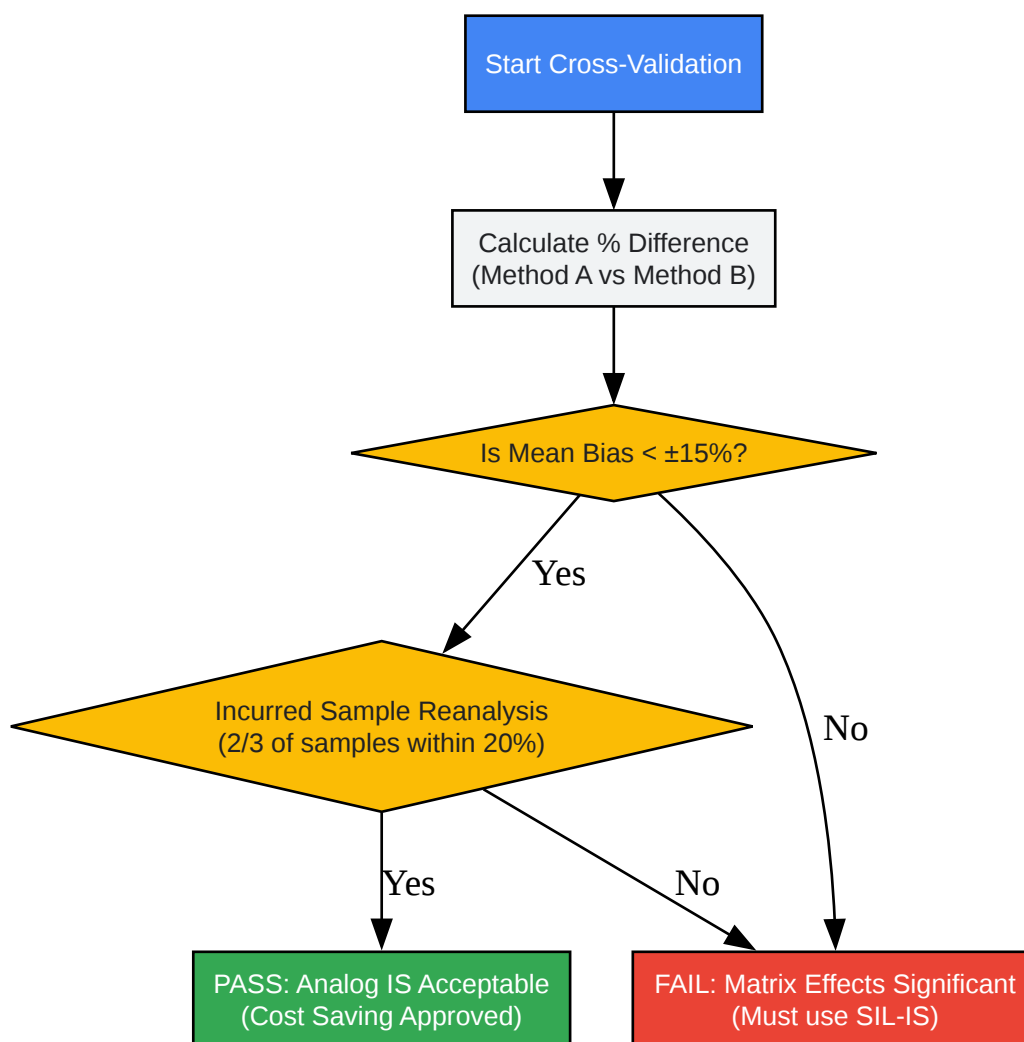 Start Cross-Validation
Calculate % Difference
(Method A vs Method B)
Is Mean Bias < ±15%?
Yes
Incurred Sample Reanalysis
(2/3 of samples within 20%)
No
Yes
No
PASS: Analog IS Acceptable
(Cost Saving Approved)
FAIL: Matrix Effects Significant
(Must use SIL-IS)